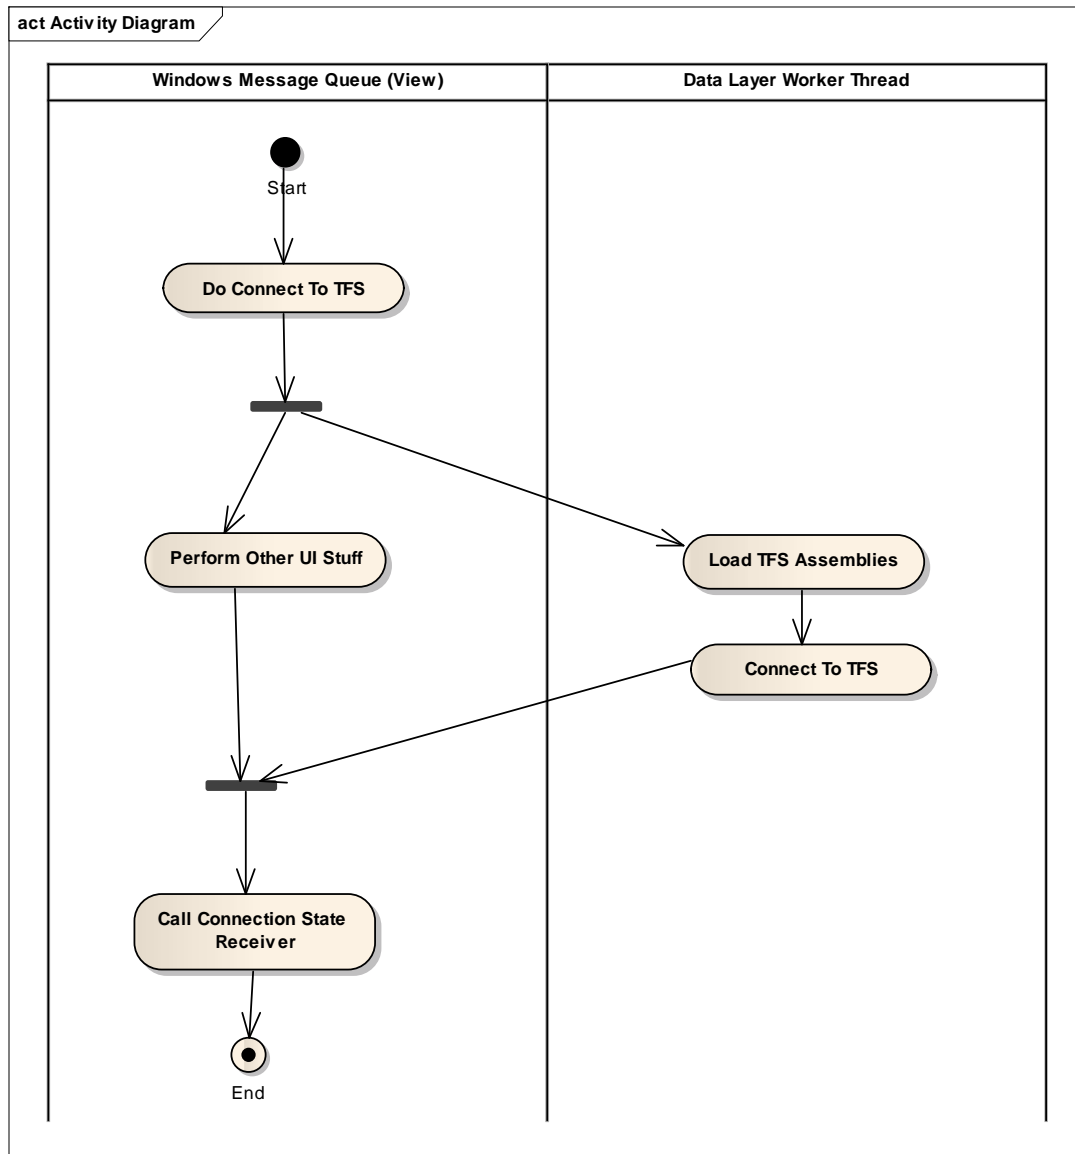 act Activity Diagram
Windows Message Queue (View)
Data Layer Worker Thread
Start
Do Connect To TFS
Perform Other UI Stuff
Load TFS Assemblies
Connect To TFS
Call Connection State
Receiver
End